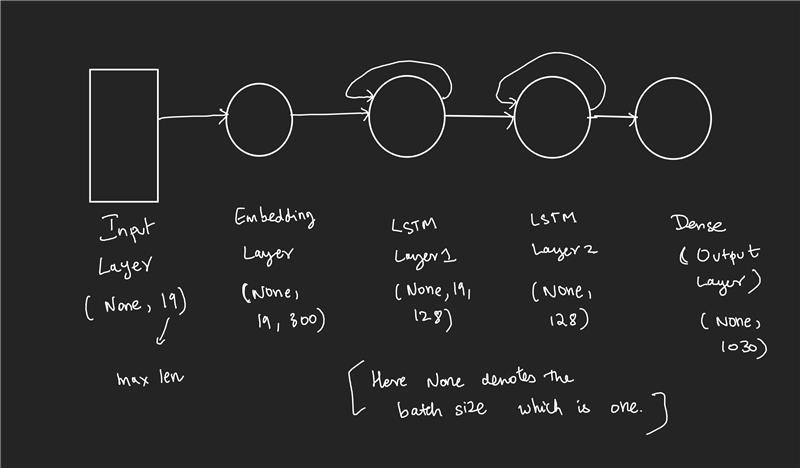 Input
Layer
(None, 19)
max len
Embedding
Layer
(None,
19, 300)
LSTM
Layer 1
(None, 19,
128)
LSTM
Layer 2
(None,
128)
Dense
(Output
Layer)
(None,
1030)
[Here None denotes the
batch size which is one.]